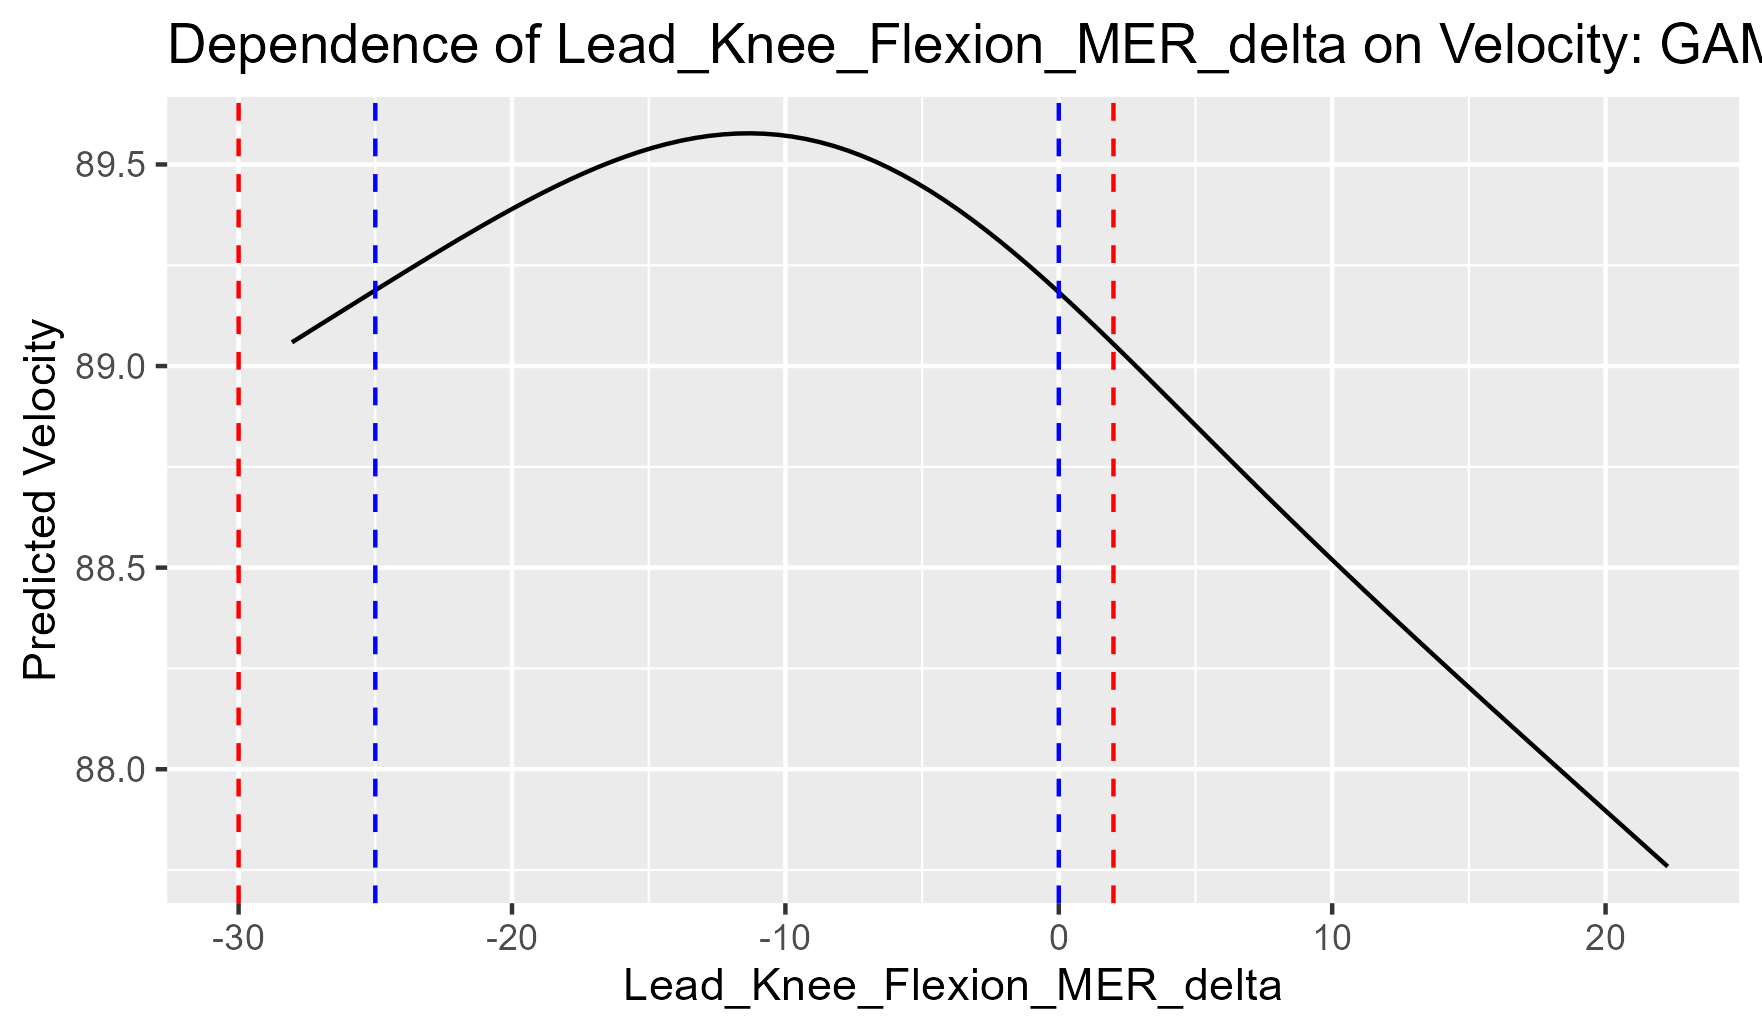 Dependence of Lead_Knee_Flexion_MER_delta on Velocity: GAM
89.5
89.0
88.5
88.0
Predicted Velocity
-30 -20 -10 0 10 20
Lead_Knee_Flexion_MER_delta